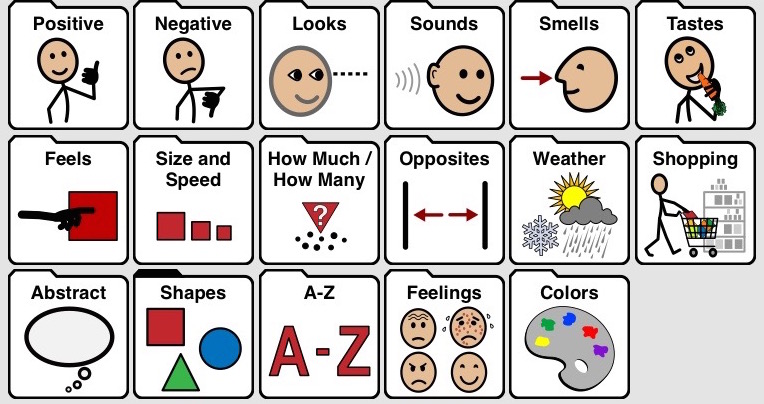 Positive
Negative
Looks
Sounds
Smells
Tastes
Feels
Size and
Speed
How Much /
How Many
?
Opposites
Weather
Shopping
Abstract
Shapes
A-Z
A-Z
Feelings
Colors